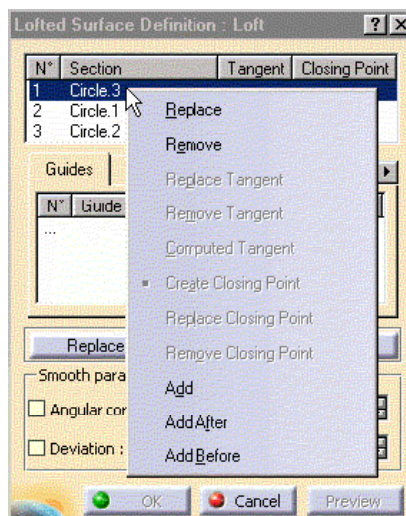 Lofted Surface Definition : Loft ? x
N° Section Tangent Closing Point
1 Circle.3
2 Circle.1
3 Circle.2
Replace
Remove
Guides
Replace Tangent
N° Guide
Remove Tangent
...
Computed Tangent
Create Closing Point
Replace Closing Point
Replace
Remove Closing Point
Smooth para
Add
Angular cor
Add After
Deviation :
Add Before
OK Cancel Preview